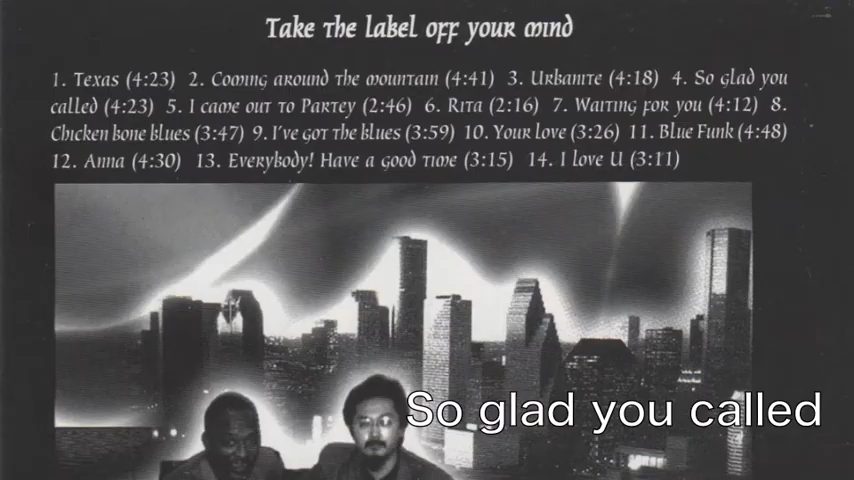 Take the label off your mind
1. Texas (4:23) 2. Coming around the mountain (4:41) 3. Urbanite (4:18) 4. So glad you
called (4:23) 5. I came out to Partey (2:46) 6. Rita (2:16) 7. Waiting for you (4:12) 8.
Chicken bone blues (3:47) 9. I've got the blues (3:59) 10. Your love (3:26) 11. Blue Funk (4:48)
12. Anna (4:30) 13. Everybody! Have a good time (3:15) 14. I love U (3:11)
So glad you called